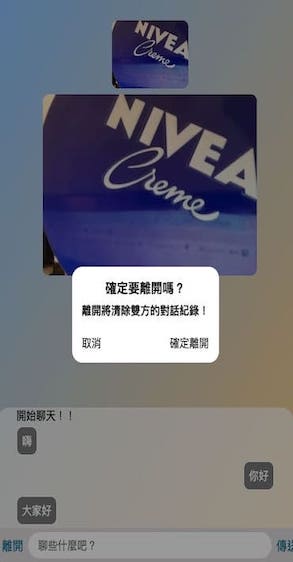 NIVEA
Creme
NIVEA
Creme
確定要離開嗎？
離開將清除雙方的對話紀錄！
取消
確定離開
開始聊天！！
嗨
你好
大家好
離開
聊些什麼吧？
傳送